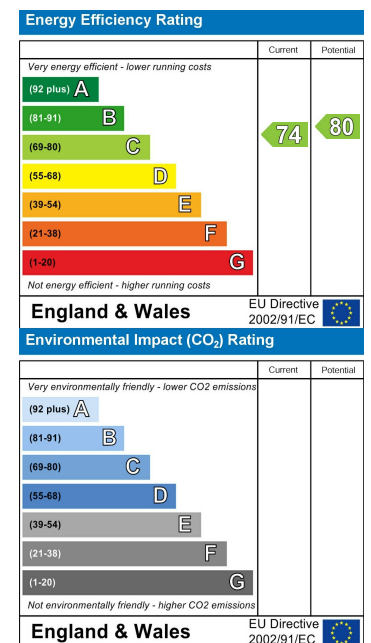 Energy Efficiency Rating
Current Potential
Very energy efficient - lower running costs
(92 plus) A
(81-91) B
(69-80) C
(55-68) D
(39-54) E
(21-38) F
(1-20) G
74 80
Not energy efficient - higher running costs
England & Wales
EU Directive
2002/91/EC
Environmental Impact (CO₂) Rating
Current Potential
Very environmentally friendly - lower CO2 emissions
(92 plus) A
(81-91) B
(69-80) C
(55-68) D
(39-54) E
(21-38) F
(1-20) G
Not environmentally friendly - higher CO2 emissions
England & Wales
EU Directive
2002/91/EC